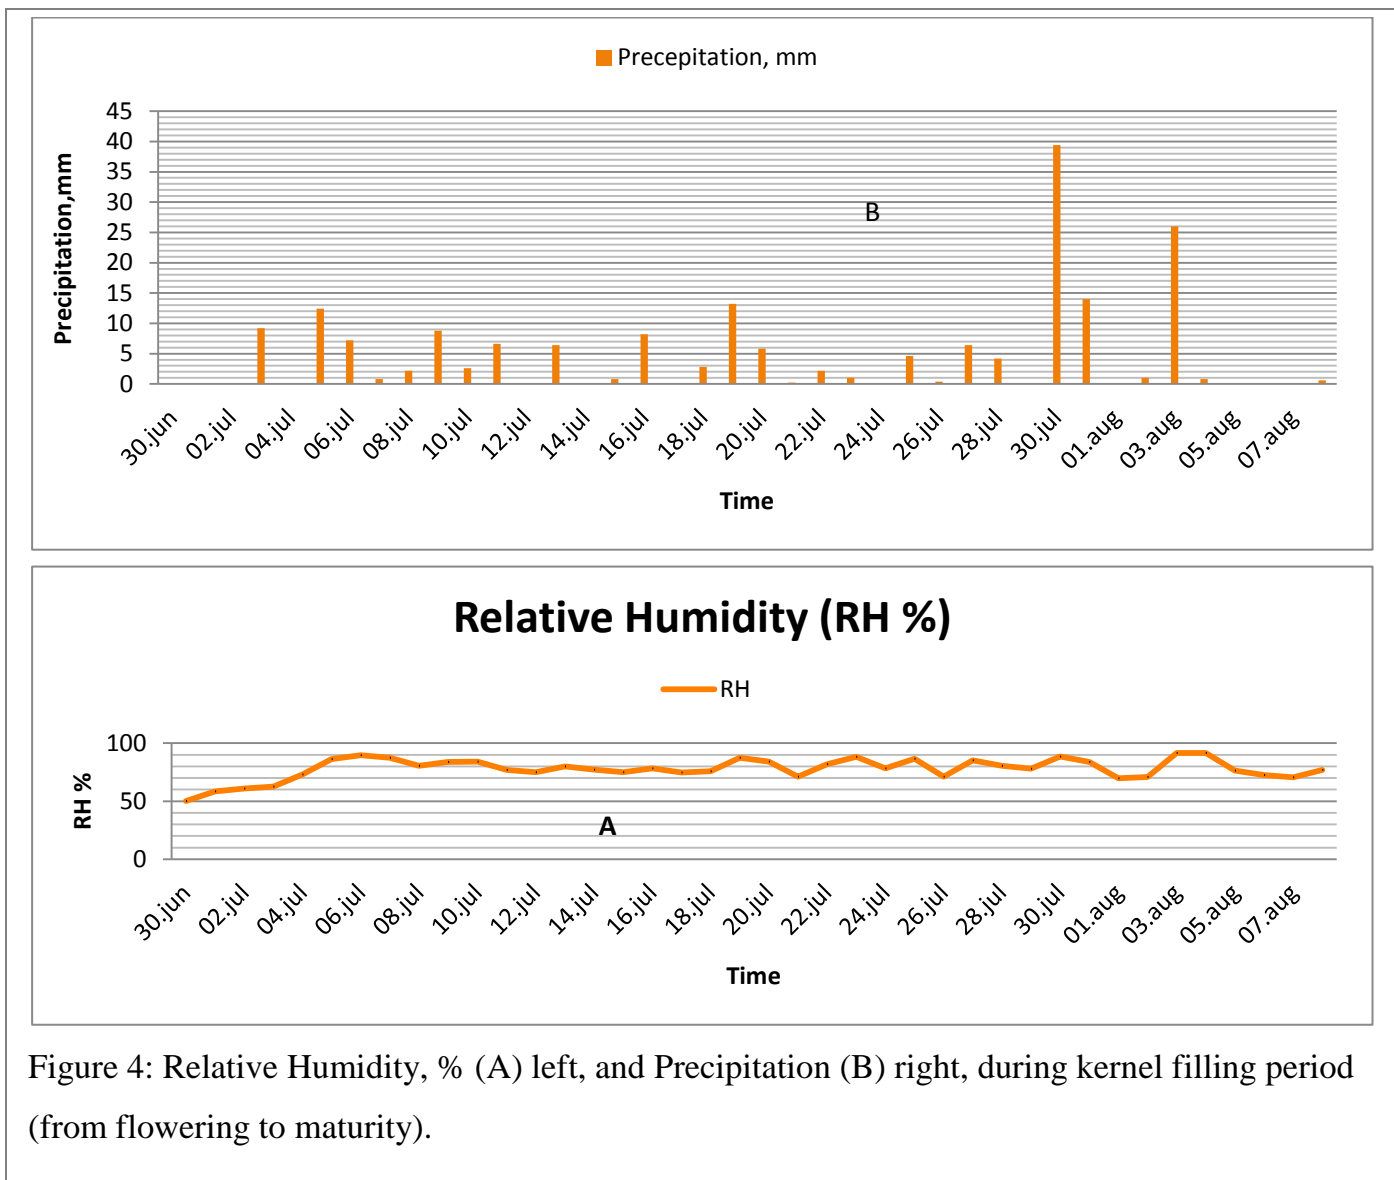 Precepitation, mm
45
40
35
30
25
20
15
10
5
0
Precipitation,mm
B
30.jun 02.jul 04.jul 06.jul 08.jul 10.jul 12.jul 14.jul 16.jul 18.jul 20.jul 22.jul 24.jul 26.jul 28.jul 30.jul 01.aug 03.aug 05.aug 07.aug
Time
Relative Humidity (RH %)
RH
100
50
0
RH %
A
30.jun 02.jul 04.jul 06.jul 08.jul 10.jul 12.jul 14.jul 16.jul 18.jul 20.jul 22.jul 24.jul 26.jul 28.jul 30.jul 01.aug 03.aug 05.aug 07.aug
Time
Figure 4: Relative Humidity, % (A) left, and Precipitation (B) right, during kernel filling period
(from flowering to maturity).